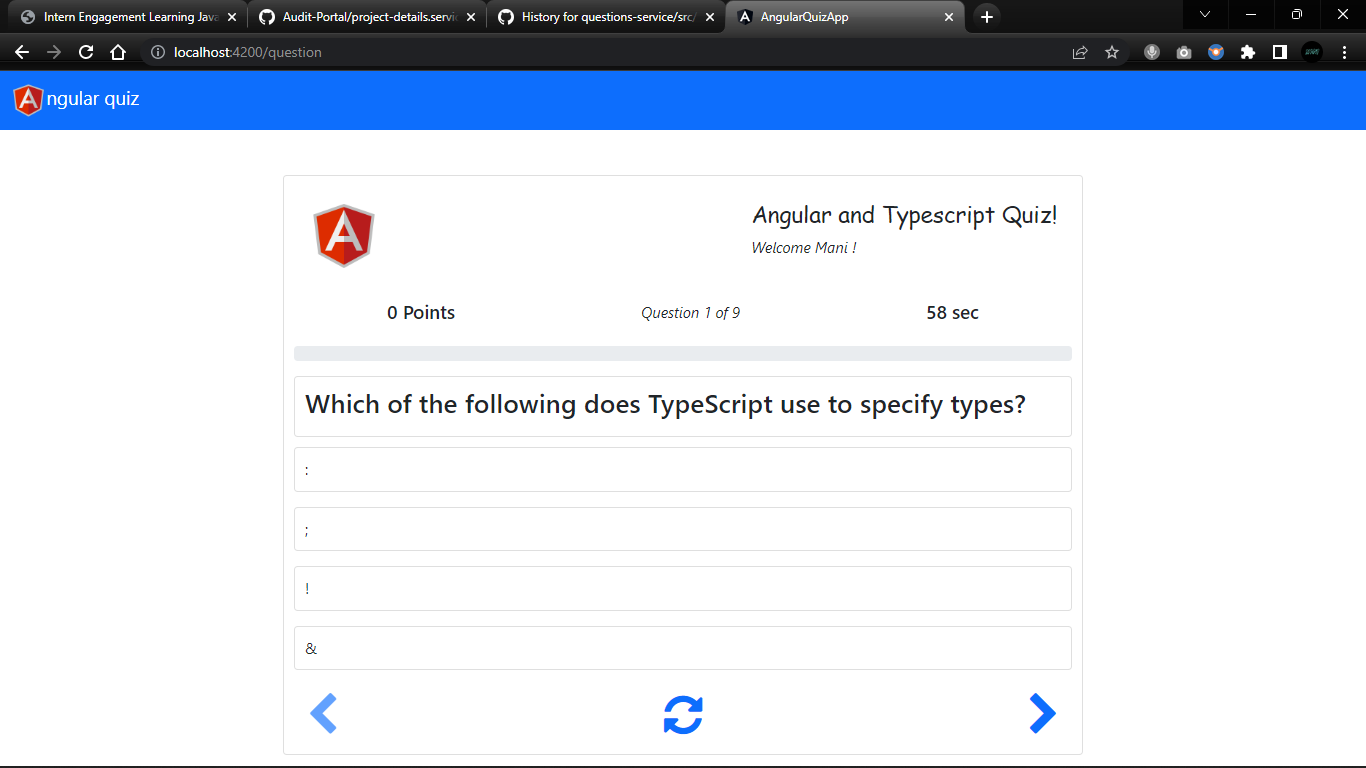 Intern Engagement Learning Java
Audit-Portal/project-details.servic
History for questions-service/src/
AngularQuizApp
localhost:4200/question
A
ngular quiz
A
Angular and Typescript Quiz!
Welcome Mani !
0 Points
Question 1 of 9
58 sec
Which of the following does TypeScript use to specify types?
:
;
!
&